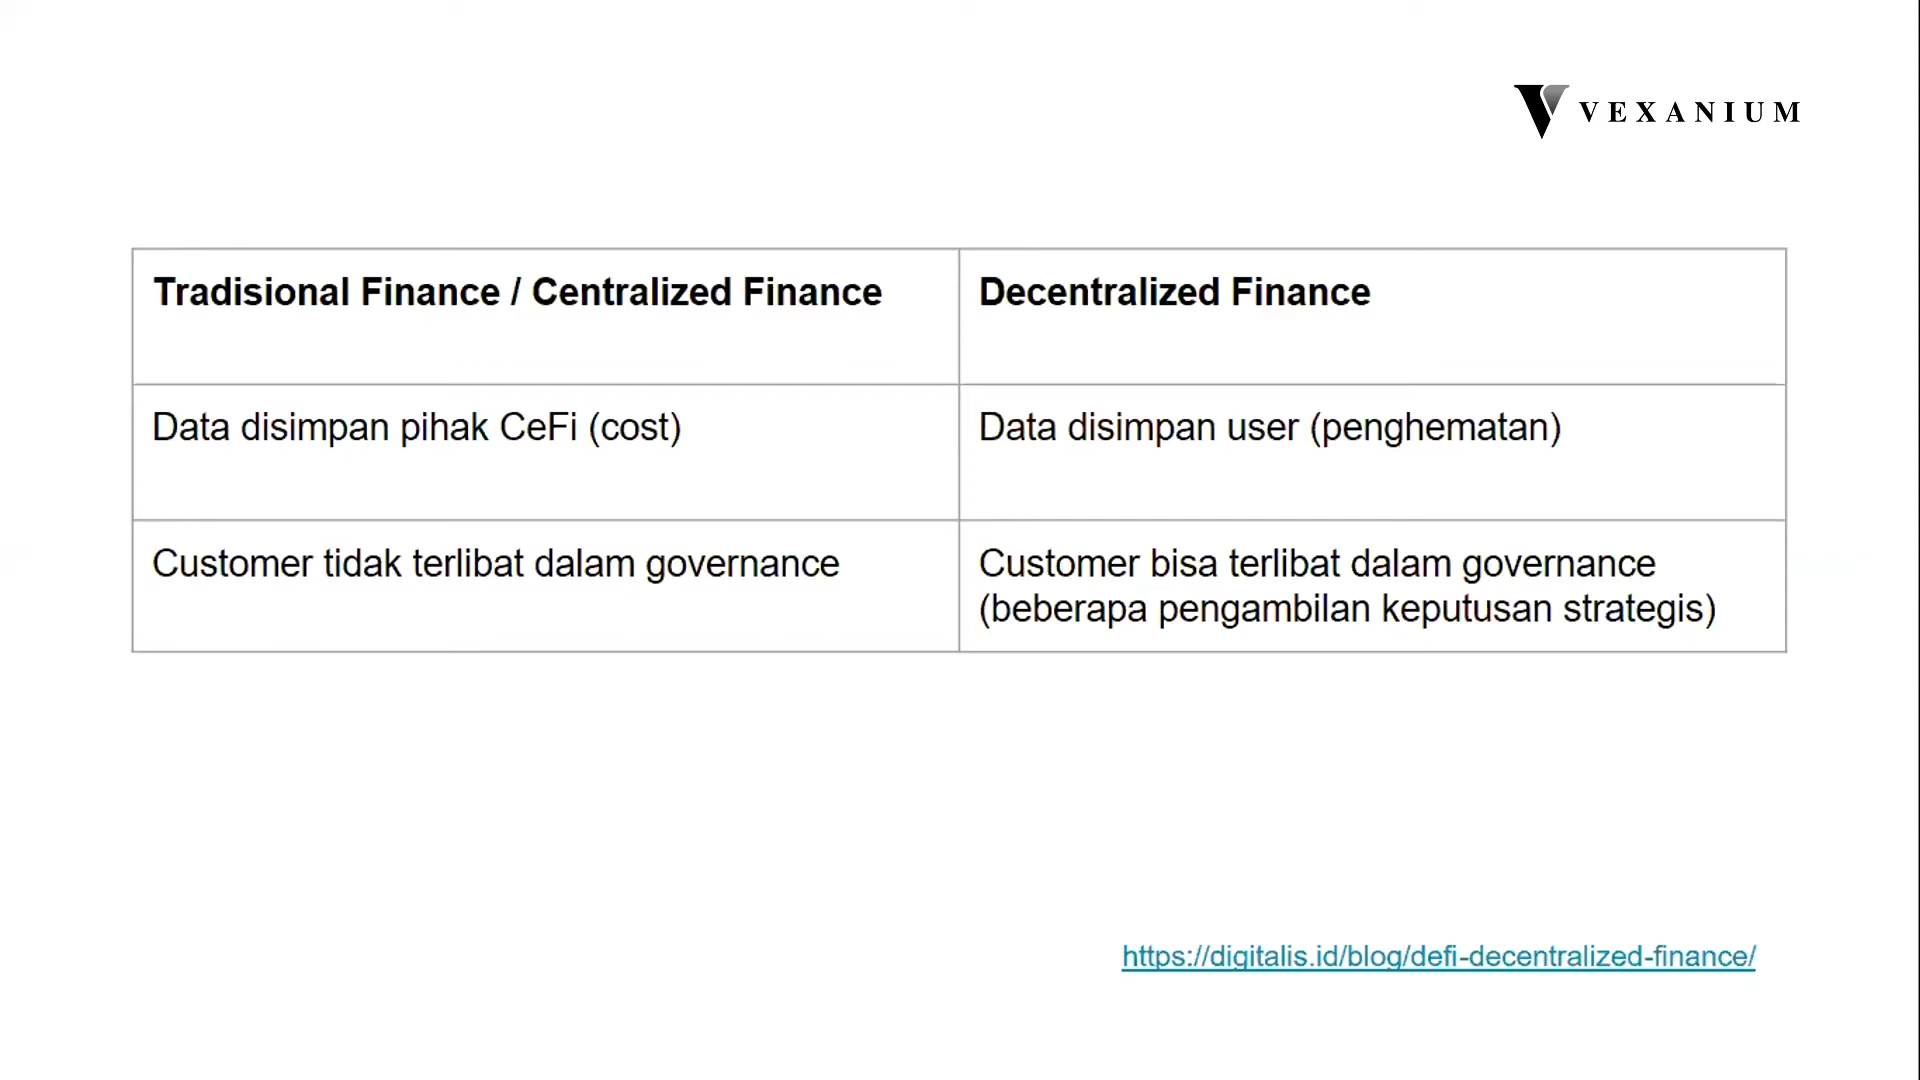 VEXANIUM
Tradisional Finance / Centralized Finance
Decentralized Finance
Data disimpan pihak CeFi (cost)
Data disimpan user (penghematan)
Customer tidak terlibat dalam governance
Customer bisa terlibat dalam governance
(beberapa pengambilan keputusan strategis)
https://digitalis.id/blog/defi-decentralized-finance/